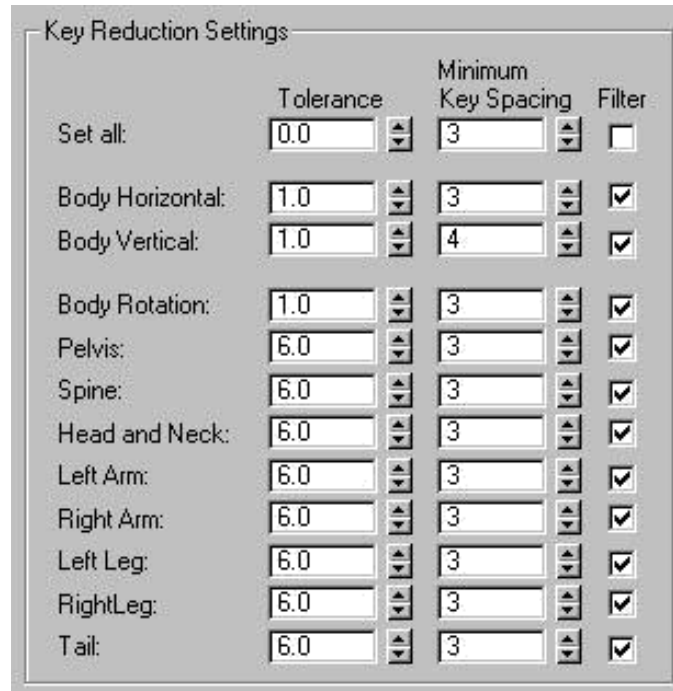 Key Reduction Settings
Minimum
Tolerance Key Spacing Filter
Set all: 0.0 3
Body Horizontal: 1.0 3
Body Vertical: 1.0 4
Body Rotation: 1.0 3
Pelvis: 6.0 3
Spine: 6.0 3
Head and Neck: 6.0 3
Left Arm: 6.0 3
Right Arm: 6.0 3
Left Leg: 6.0 3
RightLeg: 6.0 3
Tail: 6.0 3